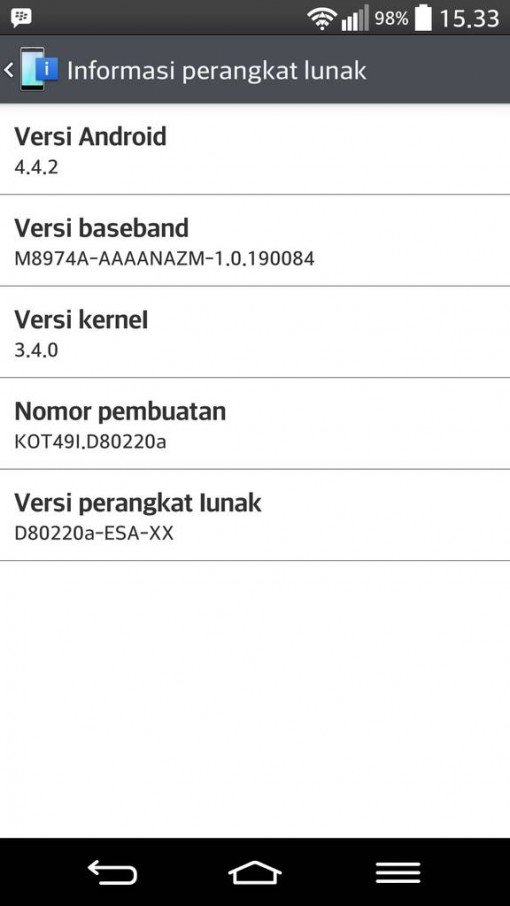 98% 15.33
Informasi perangkat lunak
Versi Android
4.4.2
Versi baseband
M8974A-AAAANAZM-1.0.190084
Versi kernel
3.4.0
Nomor pembuatan
KOT49I.D80220a
Versi perangkat lunak
D80220a-ESA-XX